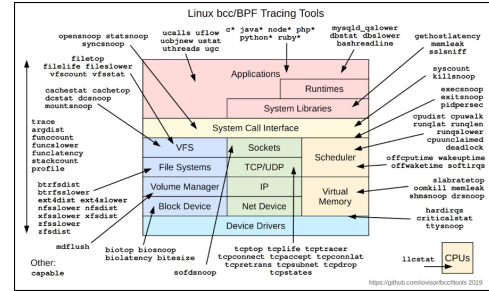 Linux bcc/BPF Tracing Tools
opensnoop statsnoop
syncsnoop
ucalls uflow
uobjnew ustat
uthreads ugc
c* java* node* php*
python* ruby*
mysqld_qslower
dbstat dbslower
bashreadline
gethostlatency
memleak
sslsniff
filetop
filelife fileslower
vfscount vfsstat
cachestat cachetop
dcstat dcsnoop
mountsnoop
trace
argdist
funccount
funcslower
funclatency
stackcount
profile
btrfsdist
btrfsslower
ext4dist ext4slower
nfsslower nfsdist
xfsslower xfsdist
zfsslower
zfsdist
mdflush
Other:
capable
Applications
Runtimes
System Libraries
System Call Interface
VFS
Sockets
Scheduler
File Systems
TCP/UDP
Volume Manager
IP
Virtual
Memory
Block Device
Net Device
Device Drivers
syscount
killsnoop
execsnoop
exitsnoop
pidpersec
cpudist cpuwalk
runqlat runqlen
runqslower
cpuunclaimed
deadlock
offcputime wakeuptime
offwaketime softirqs
slabratetop
oomkill memleak
shmsnoop drsnoop
hardirqs
criticalstat
ttysnoop
biotop biosnoop
biolatency bitesize
sofdsnoop
tcptop tcplife tcptracer
tcpconnect tcpaccept tcpconnlat
tcpretrans tcpsubnet tcpdrop
tcpstates
llcstat
CPUs
https://github.com/iovisor/bcc#tools 2019